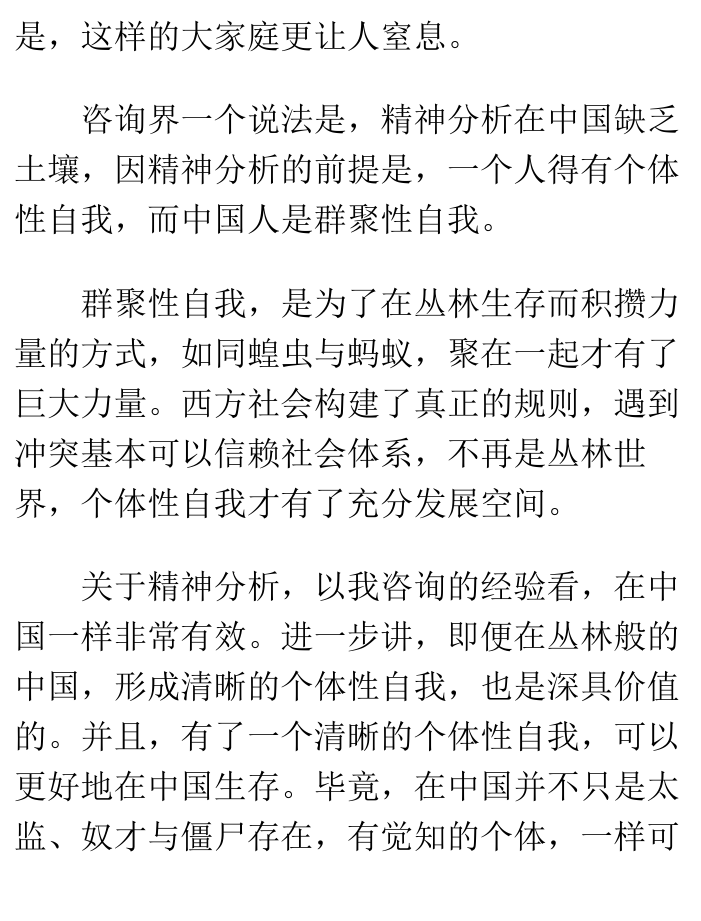 是，这样的大家庭更让人窒息。
咨询界一个说法是，精神分析在中国缺乏
土壤，因精神分析的前提是，一个人得有个体
性自我，而中国人是群聚性自我。
群聚性自我，是为了在丛林生存而积攒力
量的方式，如同蝗虫与蚂蚁，聚在一起才有了
巨大力量。西方社会构建了真正的规则，遇到
冲突基本可以信赖社会体系，不再是丛林世
界，个体性自我才有了充分发展空间。
关于精神分析，以我咨询的经验看，在中
国一样非常有效。进一步讲，即便在丛林般的
中国，形成清晰的个体性自我，也是深具价值
的。并且，有了一个清晰的个体性自我，可以
更好地在中国生存。毕竟，在中国并不只是太
监、奴才与僵尸存在，有觉知的个体，一样可